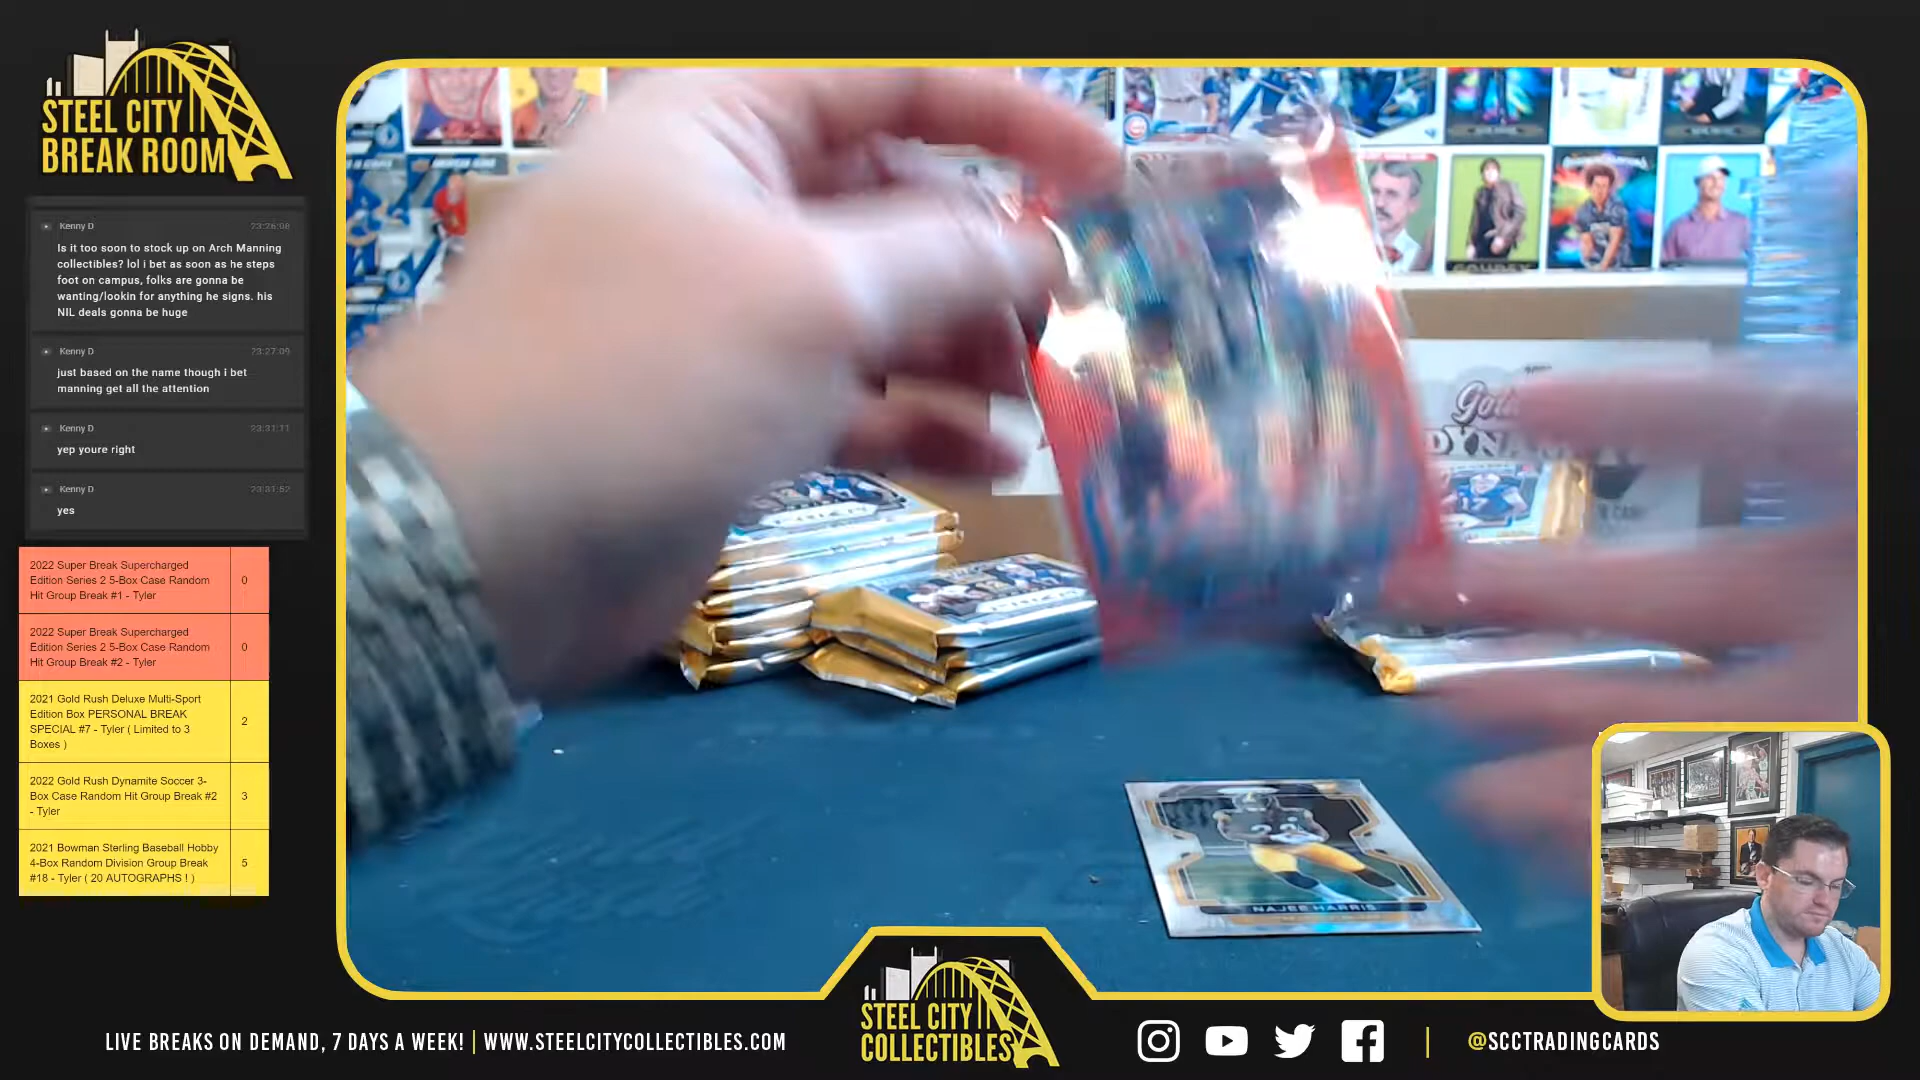 STEEL CITY
BREAK ROOM
Kenny D 23:26:08
Is it too soon to stock up on Arch Manning
collectibles? lol i bet as soon as he steps
foot on campus, folks are gonna be
wanting/lookin for anything he signs. his
NIL deals gonna be huge
Kenny D 23:27:09
just based on the name though i bet
manning get all the attention
Kenny D 23:31:11
yep youre right
Kenny D 23:31:52
yes
2022 Super Break Supercharged
Edition Series 2 5-Box Case Random
Hit Group Break #1 - Tyler
0
2022 Super Break Supercharged
Edition Series 2 5-Box Case Random
Hit Group Break #2 - Tyler
0
2021 Gold Rush Deluxe Multi-Sport
Edition Box PERSONAL BREAK
SPECIAL #7 - Tyler ( Limited to 3
Boxes )
2
2022 Gold Rush Dynamite Soccer 3-
Box Case Random Hit Group Break #2
- Tyler
3
2021 Bowman Sterling Baseball Hobby
4-Box Random Division Group Break
#18 - Tyler ( 20 AUTOGRAPHS ! )
5
GOUDEY
NAJEE HARRIS
STEEL CITY
COLLECTIBLES
LIVE BREAKS ON DEMAND, 7 DAYS A WEEK! | WWW.STEELCITYCOLLECTIBLES.COM
| @SCCTRADINGCARDS